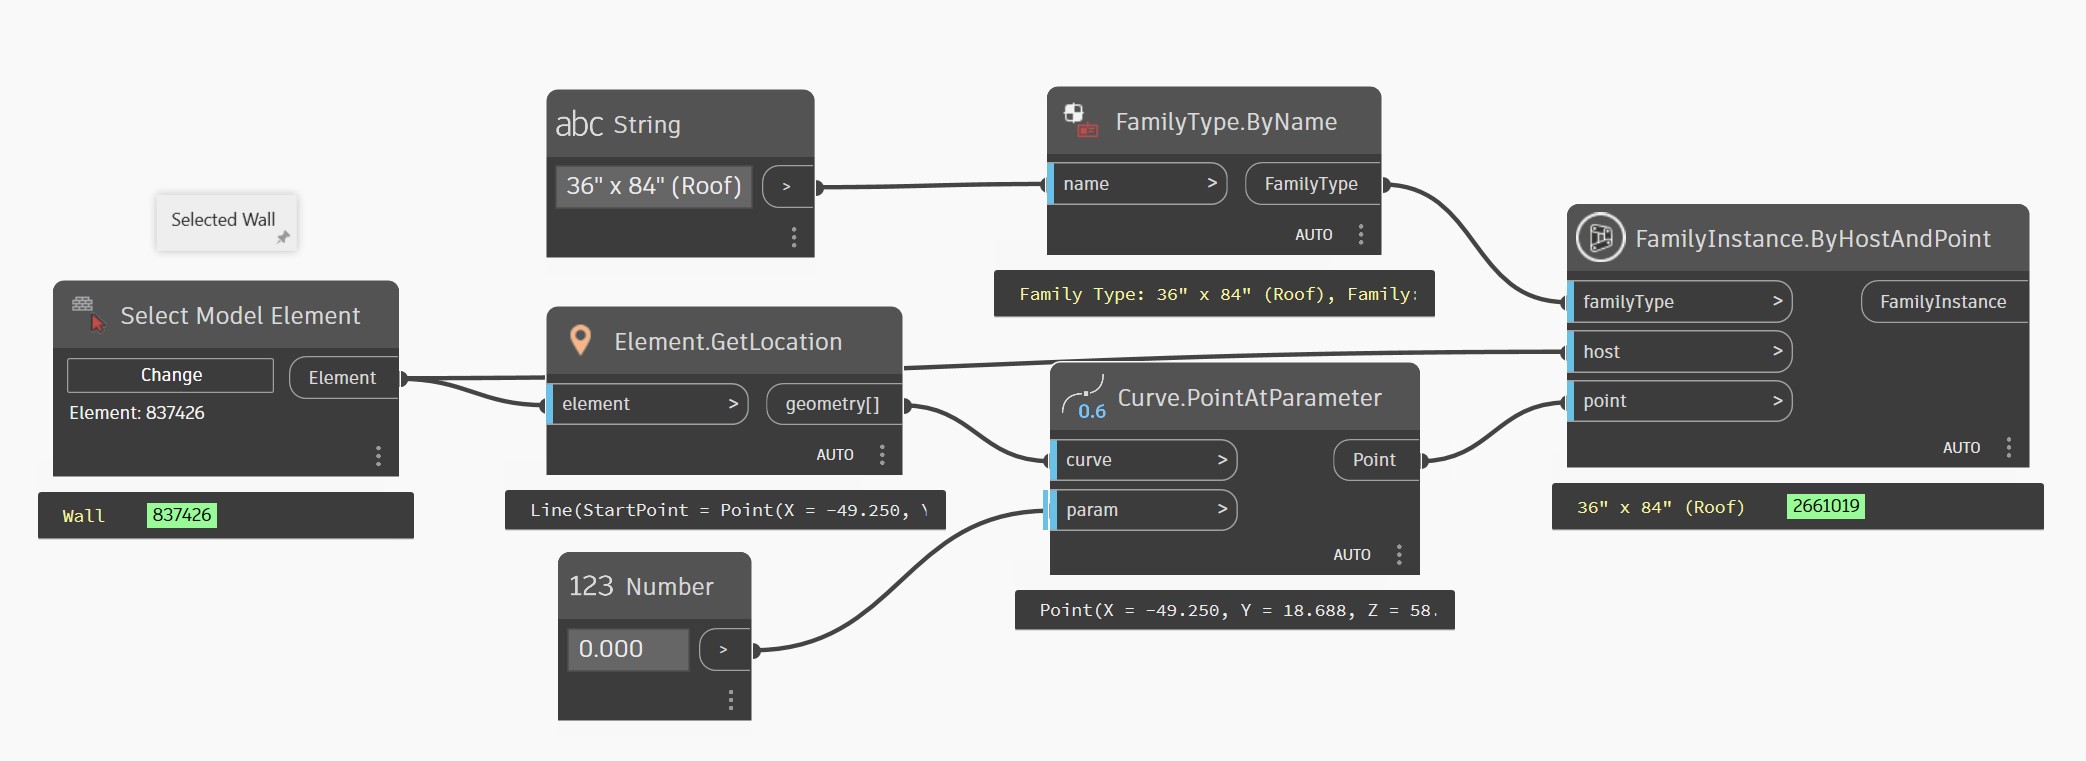 Selected Wall
Select Model Element
Change
Element
>
Element: 837426
Wall 837426
abc String
36" x 84" (Roof)
>
Element.GetLocation
element >
geometry[]
AUTO
Line(StartPoint = Point(X = -49.250,
123 Number
0.000
>
FamilyType.ByName
name >
FamilyType
AUTO
Family Type: 36" x 84" (Roof), Family:
0.6
Curve.PointAtParameter
curve >
Point
param >
AUTO
Point(X = -49.250, Y = 18.688, Z = 58.
FamilyInstance.ByHostAndPoint
familyType >
FamilyInstance
host >
point >
AUTO
36" x 84" (Roof) 2661019